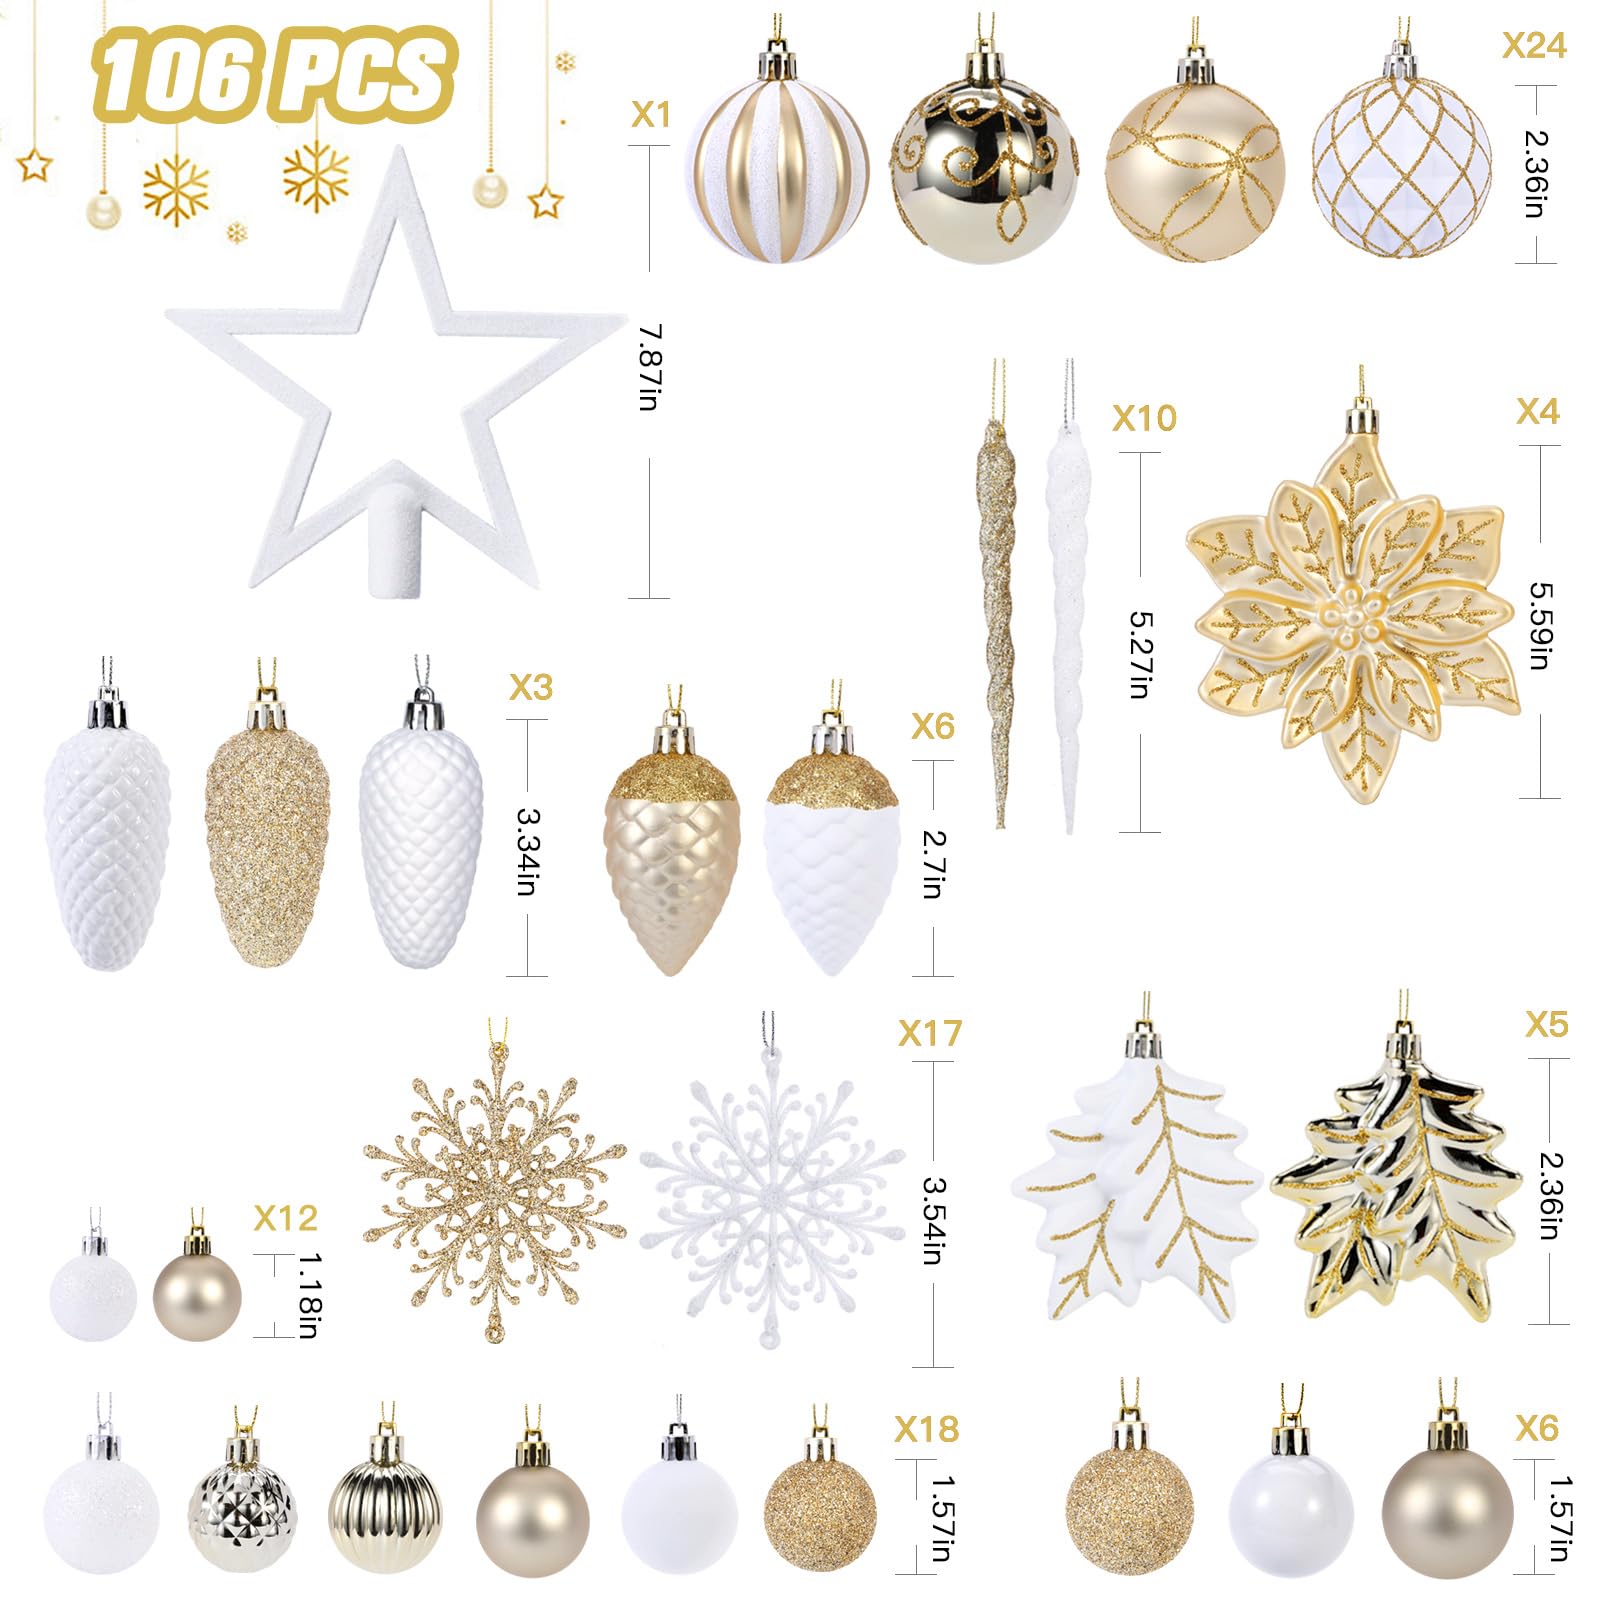 106 PCS
X1
7.87in
X24
2.36in
X10
5.27in
X4
5.59in
X3
3.34in
X6
2.7in
X17
3.54in
X5
2.36in
X12
1.18in
X18
1.57in
X6
1.57in